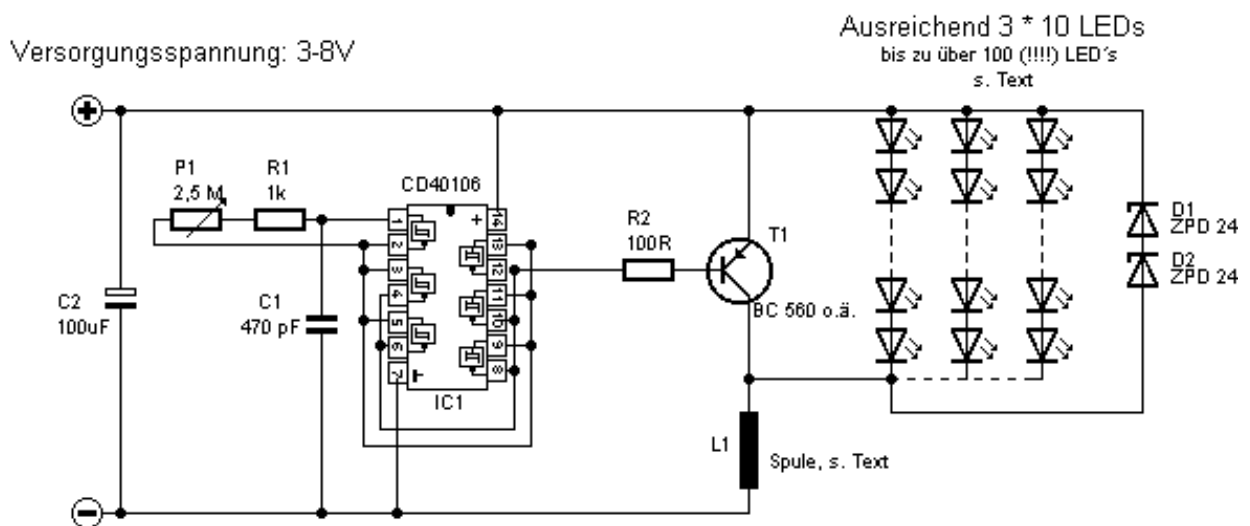 Ausreichend 3 * 10 LEDs
bis zu über 100 (!!!!) LED´s
s. Text
Versorgungsspannung: 3-8V
P1
2,5 M
R1
1k
CD40106
1
2
3
4
5
6
7
+
14
13
12
11
10
9
8
IC1
R2
100R
T1
BC 560 o.ä.
D1
ZPD 24
D2
ZPD 24
C2
100uF
C1
470 pF
L1
Spule, s. Text